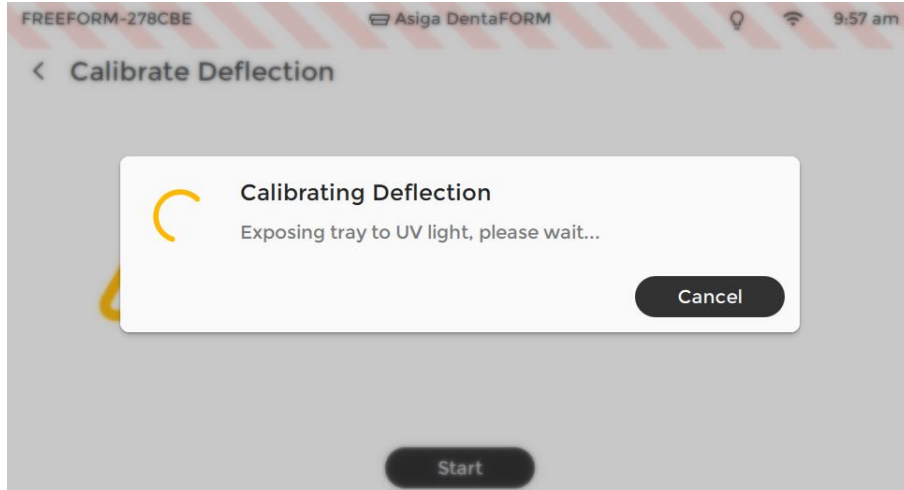 FREEFORM-278CBE Asiga DentaFORM 9:57 am
Calibrate Deflection
Calibrating Deflection
Exposing tray to UV light, please wait...
Cancel
Start